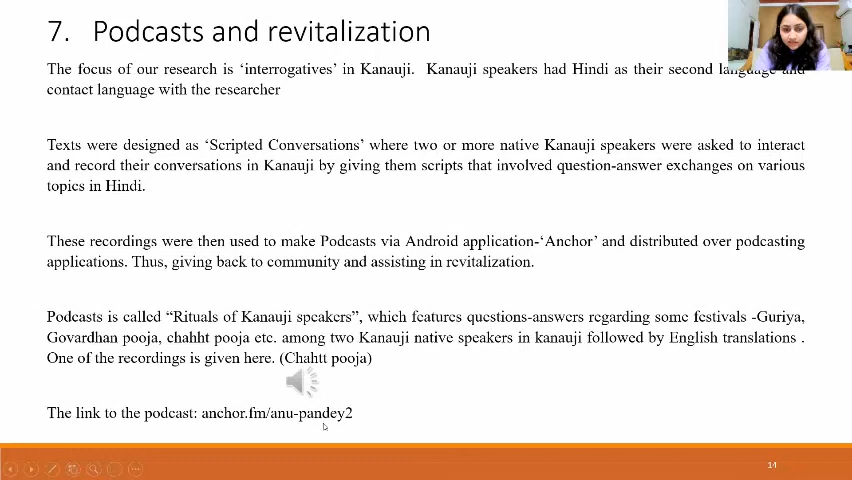 7. Podcasts and revitalization
The focus of our research is ‘interrogatives’ in Kanauji. Kanauji speakers had Hindi as their second language and
contact language with the researcher
Texts were designed as ‘Scripted Conversations’ where two or more native Kanauji speakers were asked to interact
and record their conversations in Kanauji by giving them scripts that involved question-answer exchanges on various
topics in Hindi.
These recordings were then used to make Podcasts via Android application-‘Anchor’ and distributed over podcasting
applications. Thus, giving back to community and assisting in revitalization.
Podcasts is called “Rituals of Kanauji speakers”, which features questions-answers regarding some festivals -Guriya,
Govardhan pooja, chahht pooja etc. among two Kanauji native speakers in kanauji followed by English translations .
One of the recordings is given here. (Chahtt pooja)
The link to the podcast: anchor.fm/anu-pandey2
14